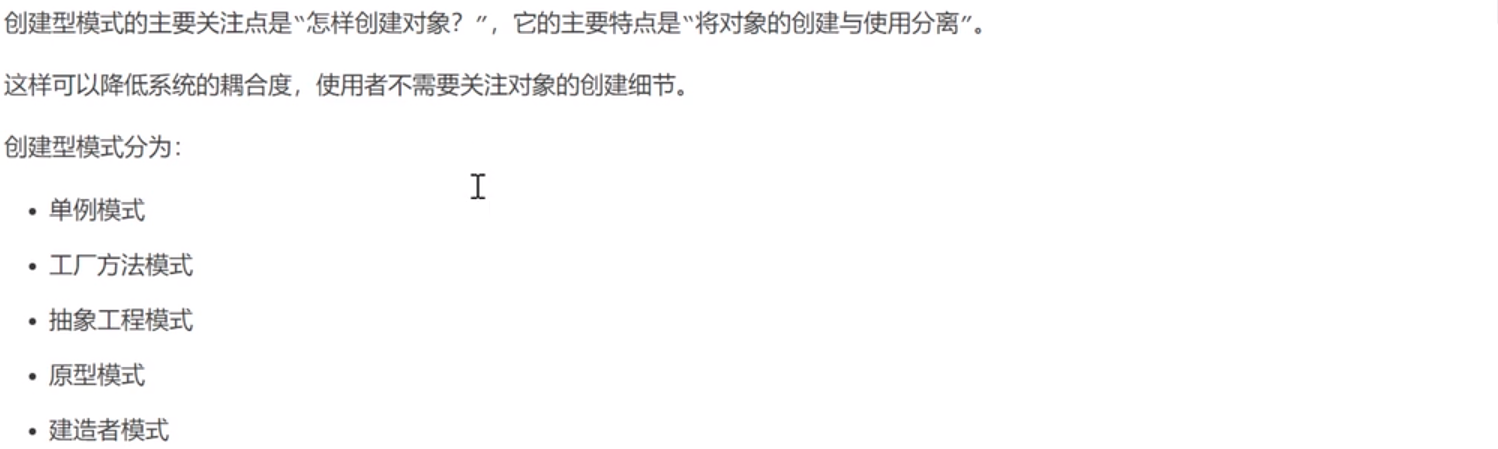 创建型模式的主要关注点是“怎样创建对象？”，它的主要特点是“将对象的创建与使用分离”。
这样可以降低系统的耦合度，使用者不需要关注对象的创建细节。
创建型模式分为：
• 单例模式
• 工厂方法模式
• 抽象工程模式
• 原型模式
• 建造者模式